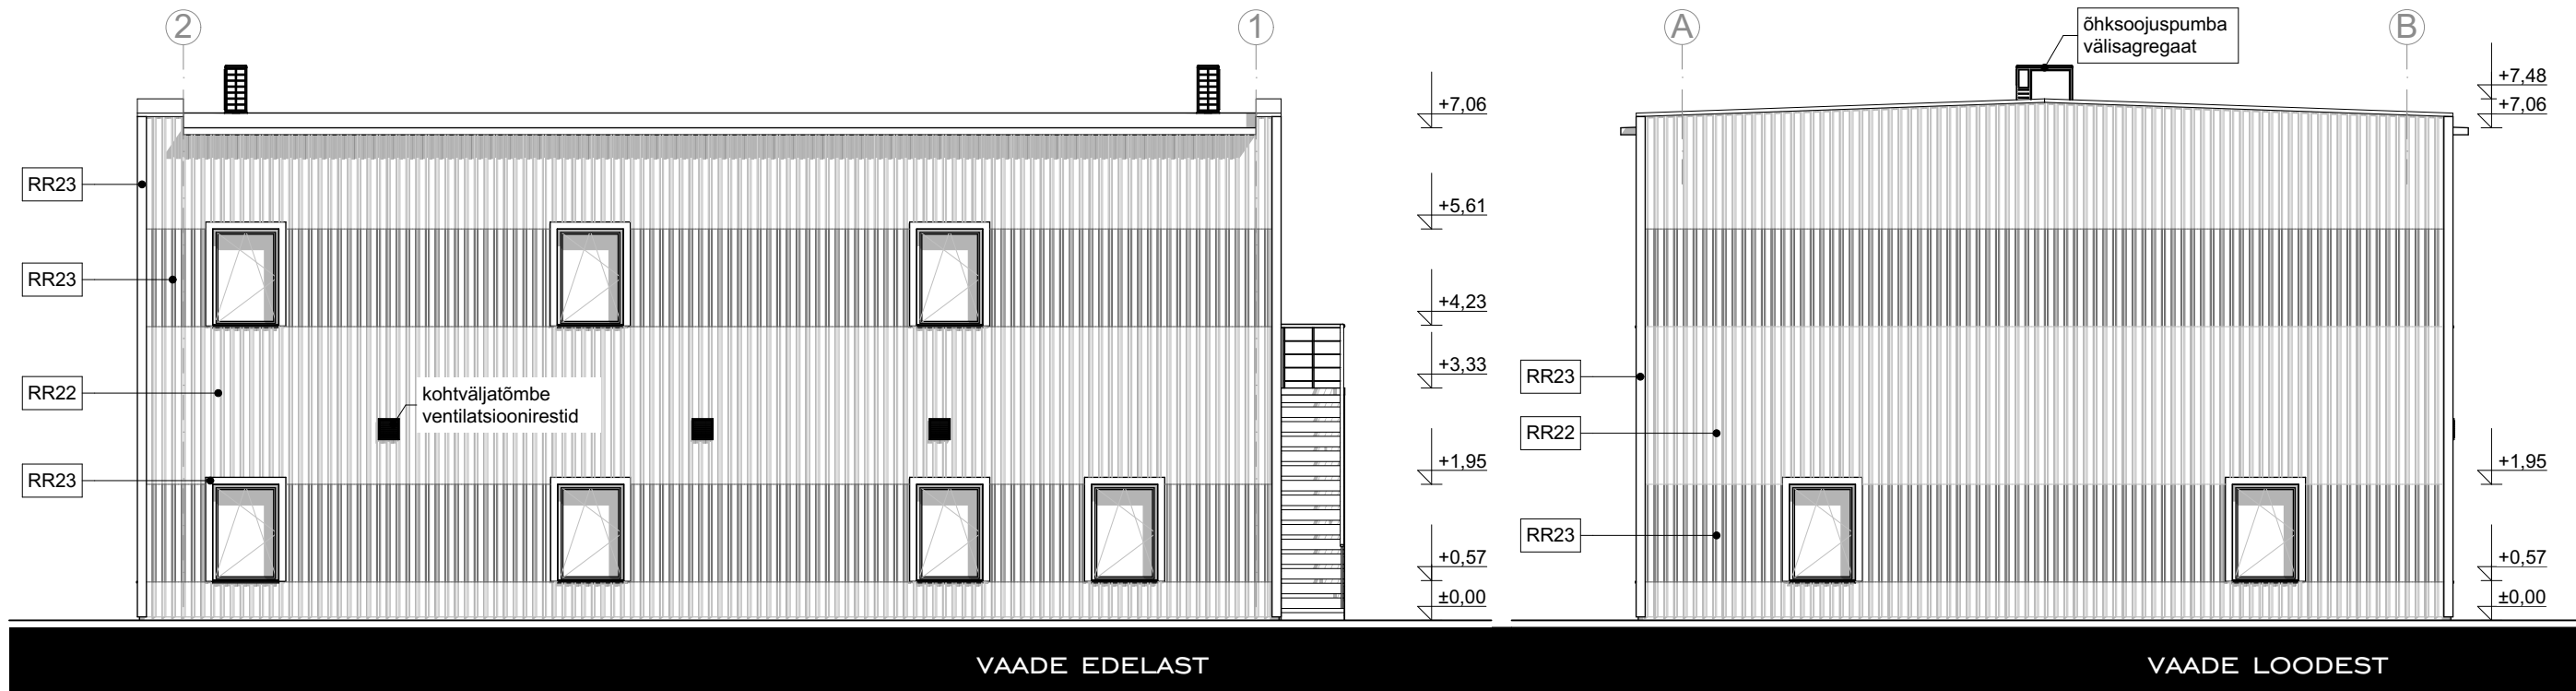 2
1
A
B
õhksoojuspumba
välisagregaat
+7,06
+5,61
+4,23
+3,33
+1,95
+0,57
±0,00
RR23
RR23
RR22
RR23
kohtväljatõmbe
ventilatsioonirestid
+7,48
+7,06
+1,95
+0,57
±0,00
RR23
RR22
RR23
VAADE EDELAST
VAADE LOODEST